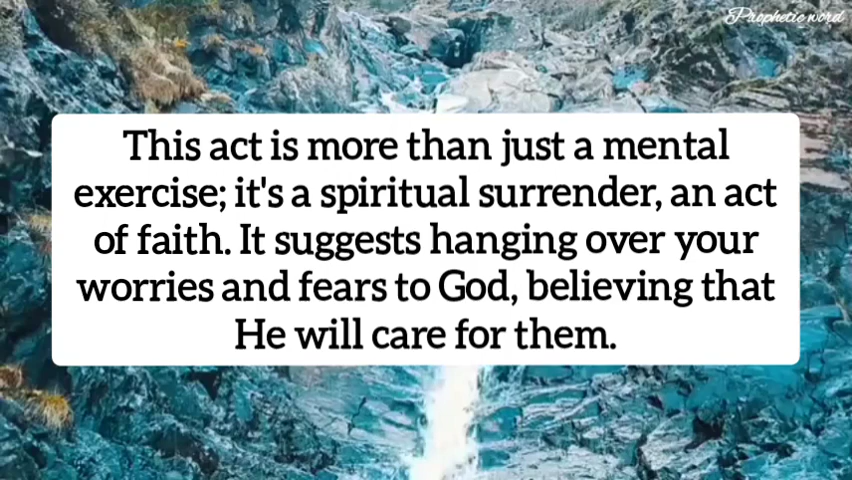 Prophetic word
This act is more than just a mental
exercise; it's a spiritual surrender, an act
of faith. It suggests hanging over your
worries and fears to God, believing that
He will care for them.